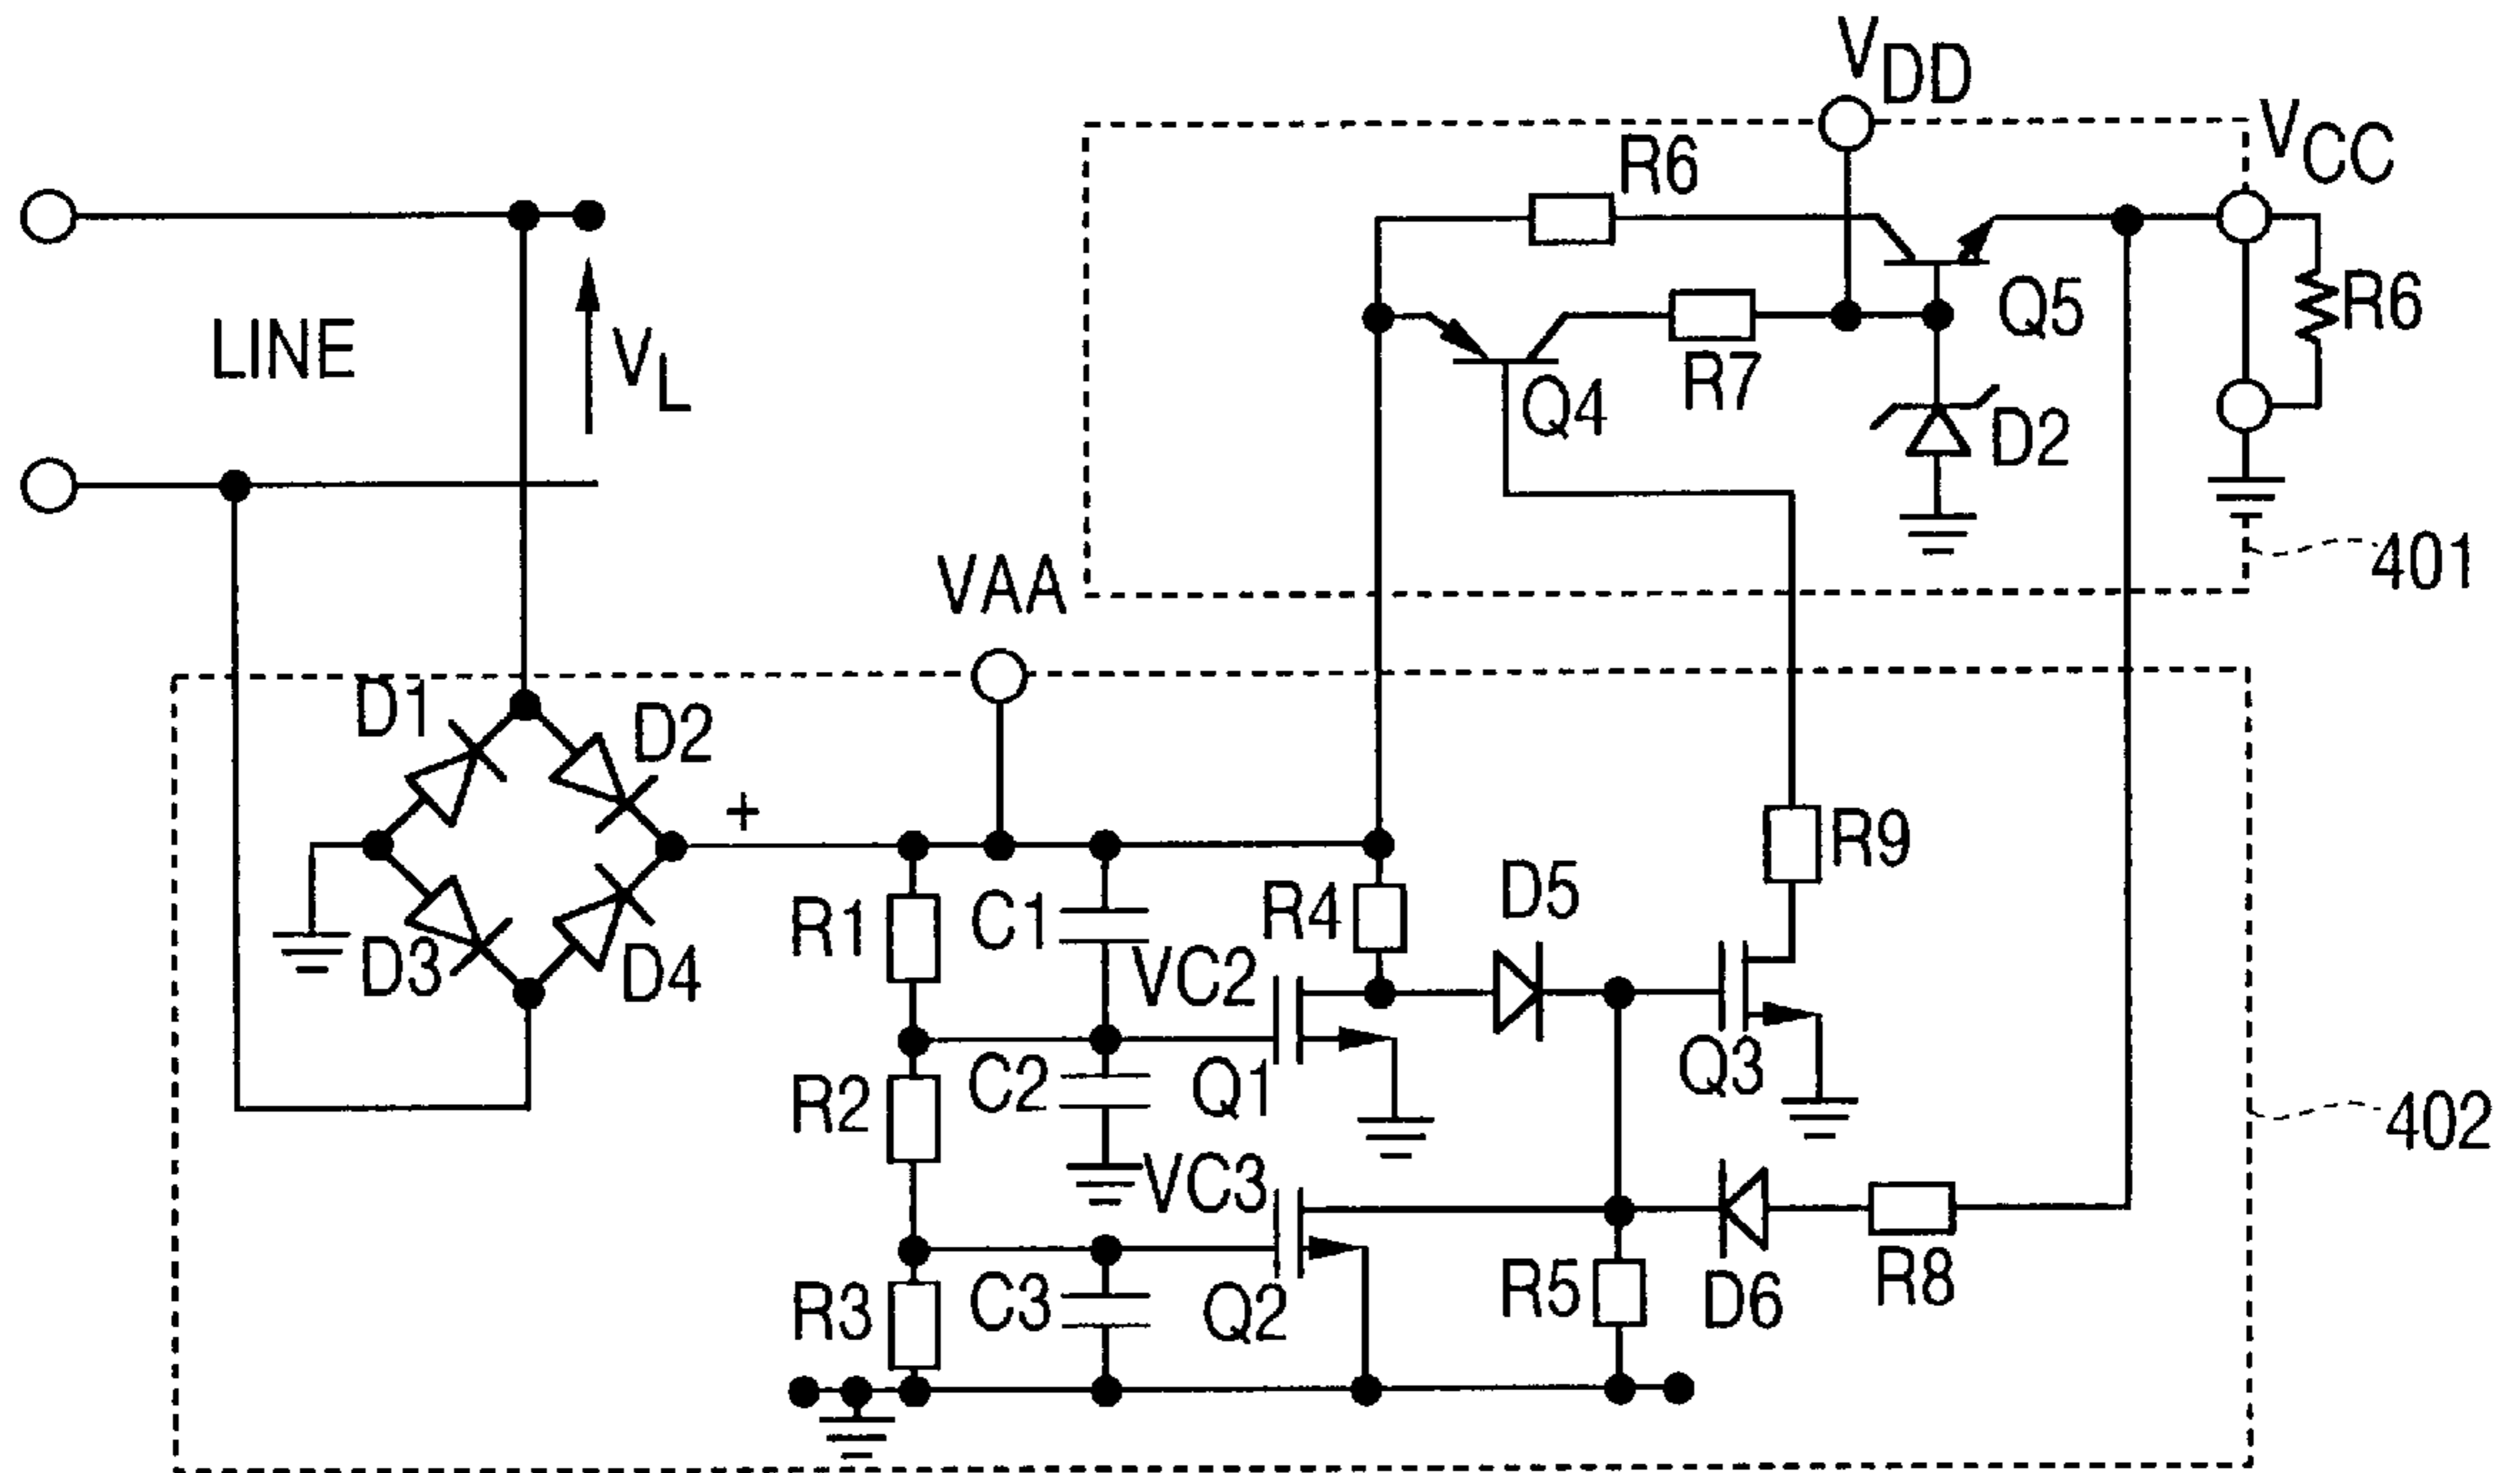 VDD
VCC
R6
LINE
VL
Q5
R6
Q4
R7
D2
401
VAA
D1
D2
+
R9
D5
R1
C1
R4
VC2
D3
D4
Q3
R2
C2
Q1
402
VC3
R3
C3
Q2
R5
D6
R8